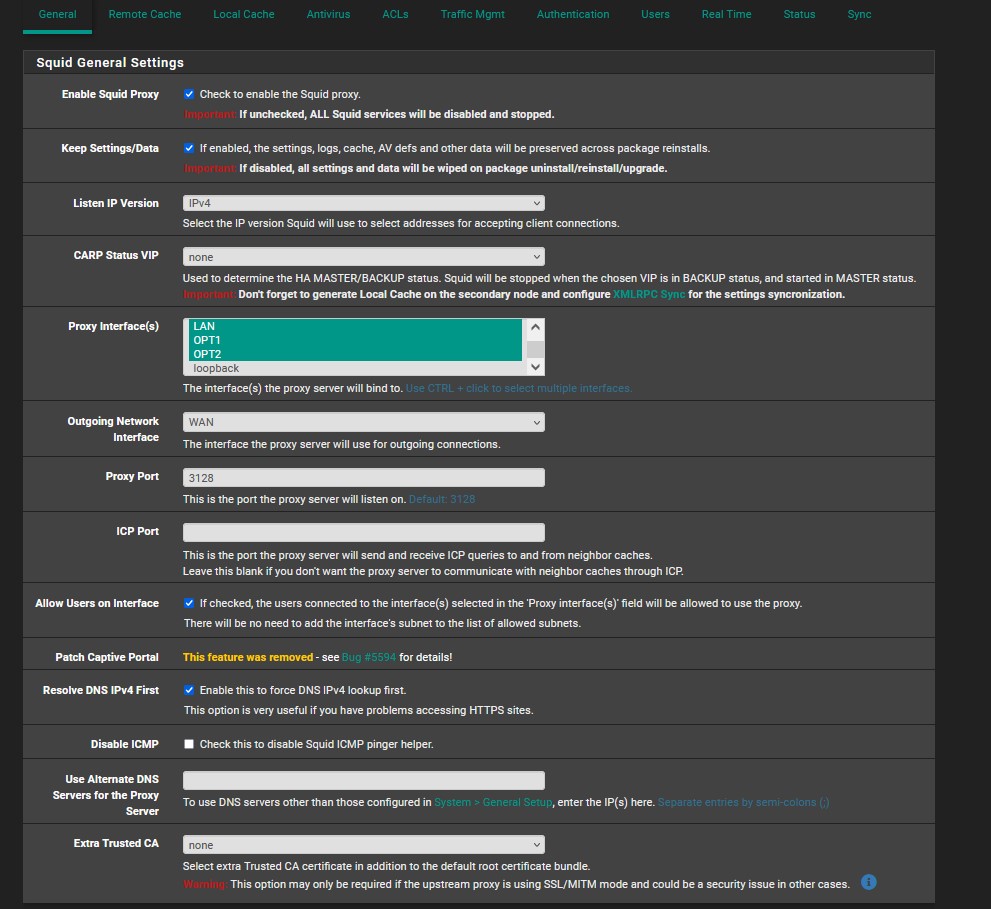 General Remote Cache Local Cache Antivirus ACLs Traffic Mgmt Authentication Users Real Time Status Sync
Squid General Settings
Enable Squid Proxy
Check to enable the Squid proxy.
Important: If unchecked, ALL Squid services will be disabled and stopped.
Keep Settings/Data
If enabled, the settings, logs, cache, AV defs and other data will be preserved across package reinstalls.
Important: If disabled, all settings and data will be wiped on package uninstall/reinstall/upgrade.
Listen IP Version
IPv4
Select the IP version Squid will use to select addresses for accepting client connections.
CARP Status VIP
none
Used to determine the HA MASTER/BACKUP status. Squid will be stopped when the chosen VIP is in BACKUP status, and started in MASTER status.
Important: Don't forget to generate Local Cache on the secondary node and configure XMLRPC Sync for the settings syncronization.
Proxy Interface(s)
LAN
OPT1
OPT2
loopback
The interface(s) the proxy server will bind to. Use CTRL + click to select multiple interfaces.
Outgoing Network
Interface
WAN
The interface the proxy server will use for outgoing connections.
Proxy Port
3128
This is the port the proxy server will listen on. Default: 3128
ICP Port
This is the port the proxy server will send and receive ICP queries to and from neighbor caches.
Leave this blank if you don't want the proxy server to communicate with neighbor caches through ICP.
Allow Users on Interface
If checked, the users connected to the interface(s) selected in the 'Proxy interface(s)' field will be allowed to use the proxy.
There will be no need to add the interface's subnet to the list of allowed subnets.
Patch Captive Portal
This feature was removed - see Bug #5594 for details!
Resolve DNS IPv4 First
Enable this to force DNS IPv4 lookup first.
This option is very useful if you have problems accessing HTTPS sites.
Disable ICMP
Check this to disable Squid ICMP pinger helper.
Use Alternate DNS
Servers for the Proxy
Server
To use DNS servers other than those configured in System > General Setup, enter the IP(s) here. Separate entries by semi-colons (;)
Extra Trusted CA
none
Select extra Trusted CA certificate in addition to the default root certificate bundle.
Warning: This option may only be required if the upstream proxy is using SSL/MITM mode and could be a security issue in other cases.